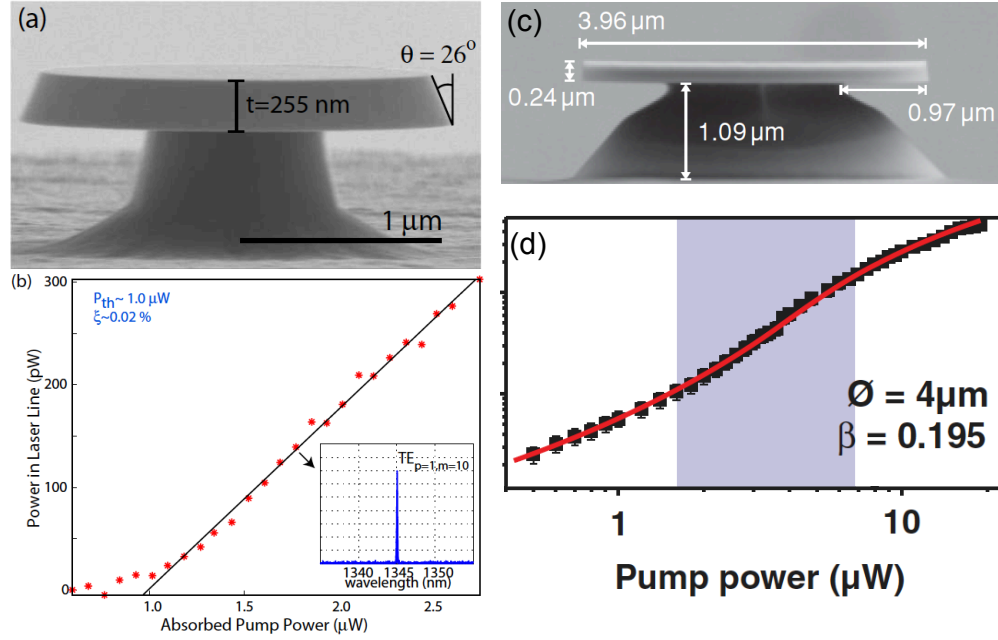 (a)
θ = 26°
t=255 nm
1 μm
(b)
P_th~ 1.0 μW
ξ~0.02 %
300
200
100
0
Power in Laser Line (pW)
TE_p=1,m=10
1340 1345 1350
wavelength (nm)
1.0 1.5 2.0 2.5
Absorbed Pump Power (μW)
(c)
3.96 μm
0.24 μm
0.97 μm
1.09 μm
(d)
Ø = 4μm
β = 0.195
1 10
Pump power (μW)